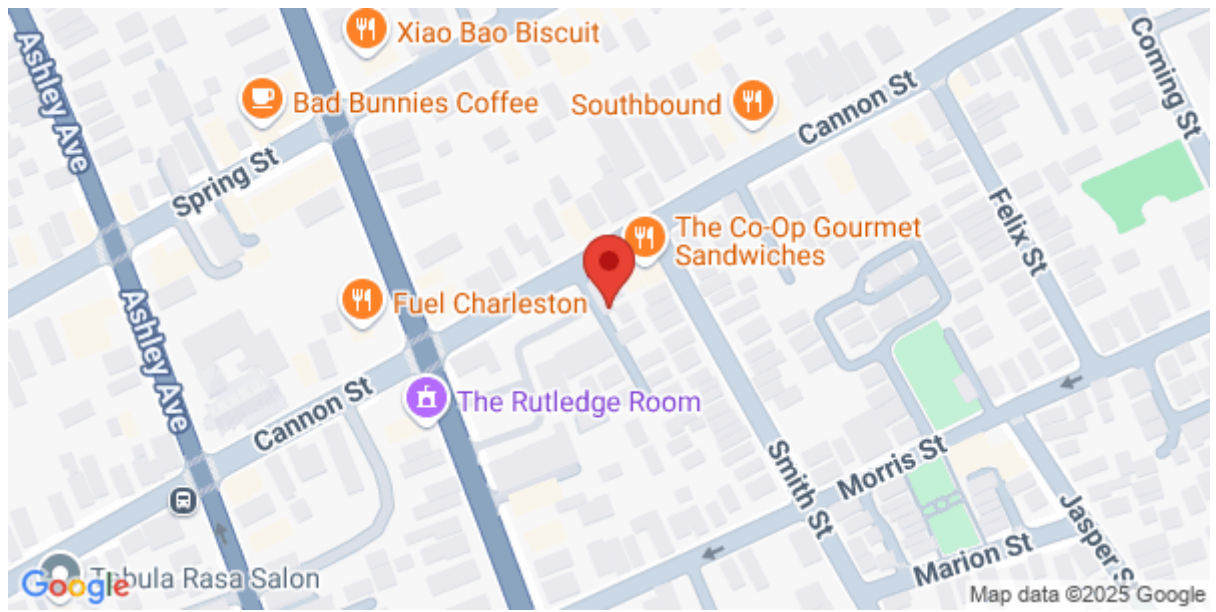 Xiao Bao Biscuit
Bad Bunnies Coffee
Southbound
Cannon St
Coming St
Ashley Ave
Spring St
The Co-Op Gourmet
Sandwiches
Felix St
Fuel Charleston
Ashley Ave
Cannon St
The Rutledge Room
Smith St
Morris St
Jasper S
Marion St
Tabula Rasa Salon
Google
Map data ©2025 Google